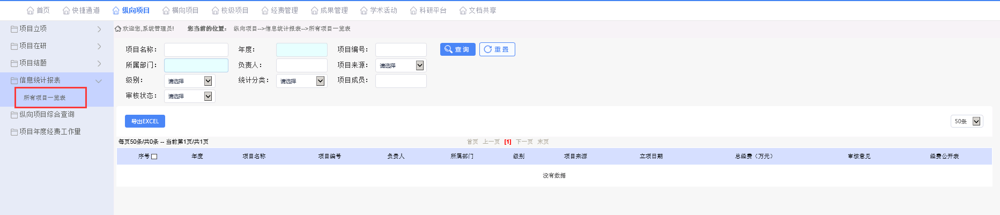 首页 快捷通道 纵向项目 横向项目 校级项目 经费管理 成果管理 学术活动 科研平台 文档共享
项目立项
项目在研
项目结题
信息统计报表
所有项目一览表
纵向项目综合查询
项目年度经费工作量
欢迎您,系统管理员! 您当前的位置: 纵向项目-->信息统计报表-->所有项目一览表
项目名称: 年度: 项目编号: 查询 重置
所属部门: 负责人: 项目来源: 请选择
级别: 请选择 统计分类: 请选择 项目成员:
审核状态: 请选择
导出EXCEL 50条
每页50条/共0条 -- 当前第1页/共1页 首页 上一页 [1] 下一页 末页
序号 年度 项目名称 项目编号 负责人 所属部门 级别 项目来源 立项日期 总经费（万元） 审核意见 经费公开表
没有数据